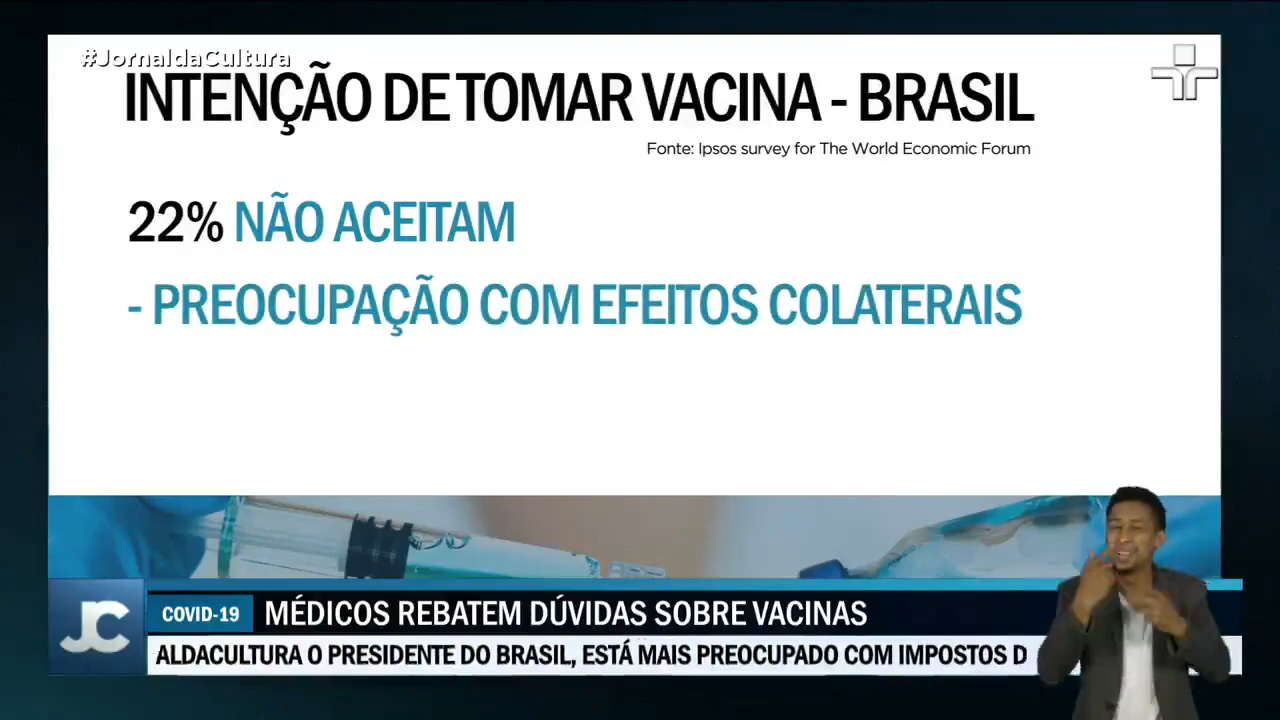 #JornaldaCultura
INTENÇÃO DE TOMAR VACINA - BRASIL
Fonte: Ipsos survey for The World Economic Forum
22% NÃO ACEITAM
- PREOCUPAÇÃO COM EFEITOS COLATERAIS
JC
COVID-19
MÉDICOS REBATEM DÚVIDAS SOBRE VACINAS
ALDACULTURA O PRESIDENTE DO BRASIL, ESTÁ MAIS PREOCUPADO COM IMPOSTOS D